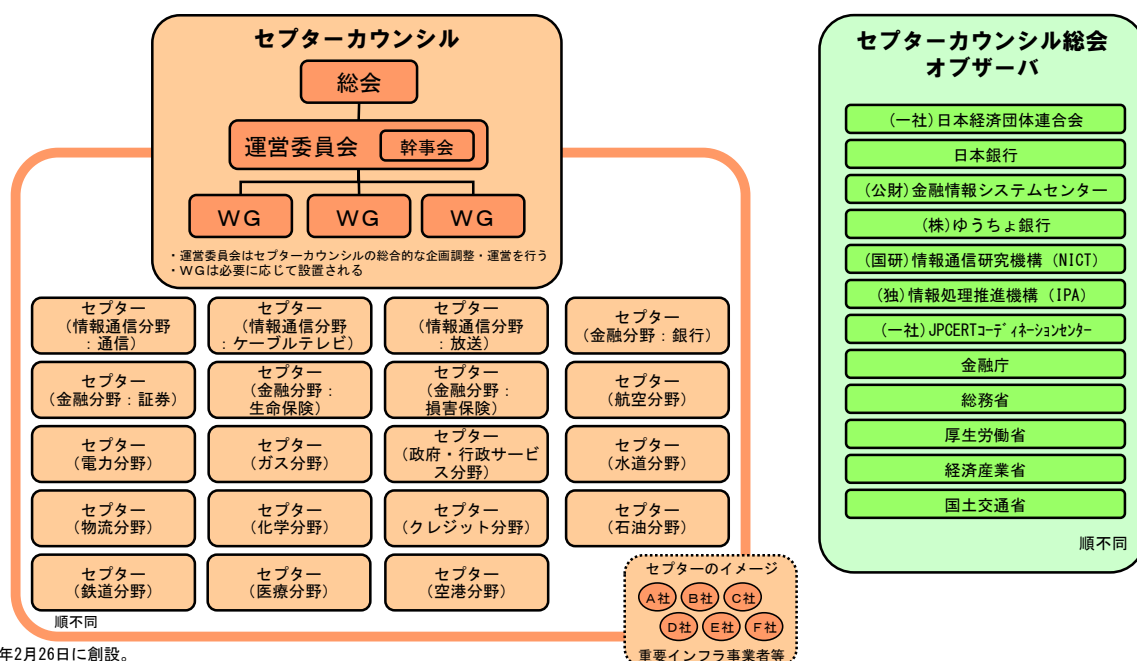 セプターカウンシル
総会
運営委員会
幹事会
WG
WG
WG
・運営委員会はセプターカウンシルの総合的な企画調整・運営を行う
・WGは必要に応じて設置される
セプター
(情報通信分野
：通信)
セプター
(情報通信分野
：ケーブルテレビ)
セプター
(情報通信分野
：放送)
セプター
(金融分野：銀行)
セプター
(金融分野：証券)
セプター
(金融分野：
生命保険)
セプター
(金融分野：
損害保険)
セプター
(航空分野)
セプター
(電力分野)
セプター
(ガス分野)
セプター
(政府・行政サービ
ス分野)
セプター
(水道分野)
セプター
(物流分野)
セプター
(化学分野)
セプター
(クレジット分野)
セプター
(石油分野)
セプター
(鉄道分野)
セプター
(医療分野)
セプター
(空港分野)
順不同
セプターのイメージ
A社
B社
C社
D社
E社
F社
重要インフラ事業者等
年2月26日に創設。
セプターカウンシル総会
オブザーバ
(一社)日本経済団体連合会
日本銀行
(公財)金融情報システムセンター
(株)ゆうちょ銀行
(国研)情報通信研究機構（NICT）
(独)情報処理推進機構（IPA）
(一社)JPCERTｺｰﾃﾞｨﾈｰｼｮﾝｾﾝﾀｰ
金融庁
総務省
厚生労働省
経済産業省
国土交通省
順不同